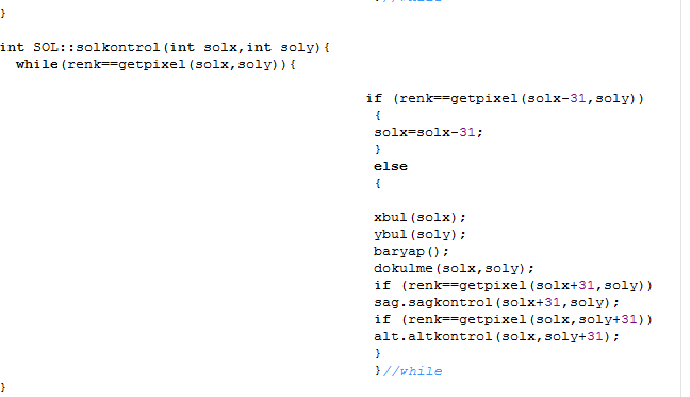 }
int SOL::solkontrol(int solx,int soly){
while(renk==getpixel(solx,soly)){
if (renk==getpixel(solx-31,soly))
{
solx=solx-31;
}
else
{
xbul(solx);
ybul(soly);
baryap();
dokulme(solx,soly);
if (renk==getpixel(solx+31,soly))
sag.sagkontrol(solx+31,soly);
if (renk==getpixel(solx,soly+31))
alt.altkontrol(solx,soly+31);
}
}//while
}